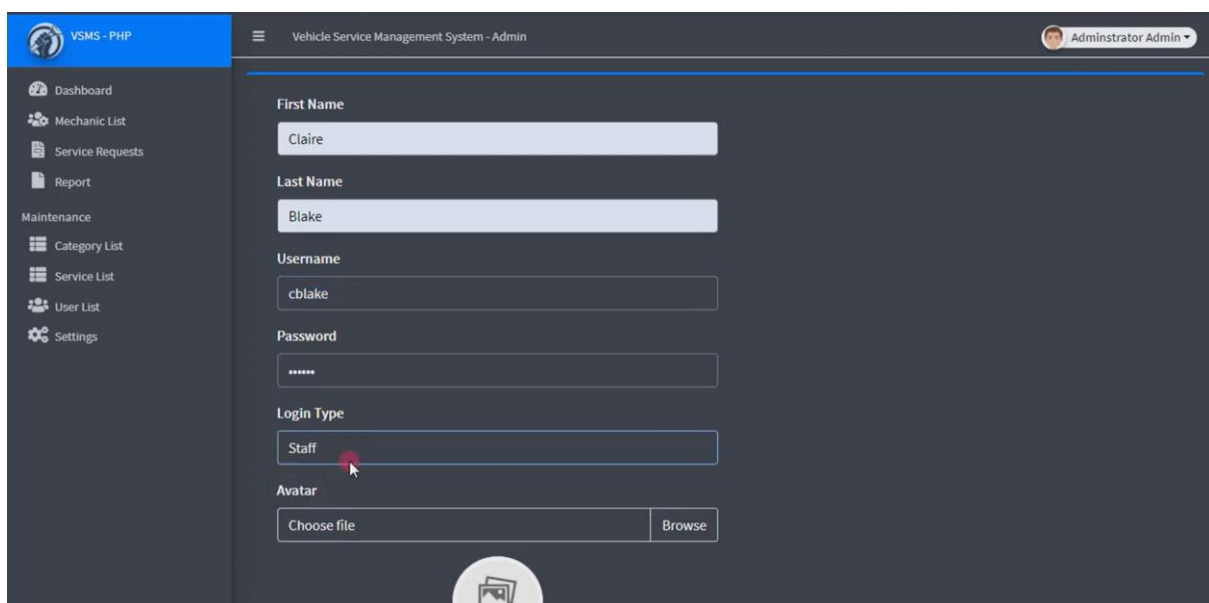 VSMS - PHP
Vehicle Service Management System - Admin
Adminstrator Admin
Dashboard
Mechanic List
Service Requests
Report
Maintenance
Category List
Service List
User List
Settings
First Name
Claire
Last Name
Blake
Username
cblake
Password
••••••
Login Type
Staff
Avatar
Choose file
Browse